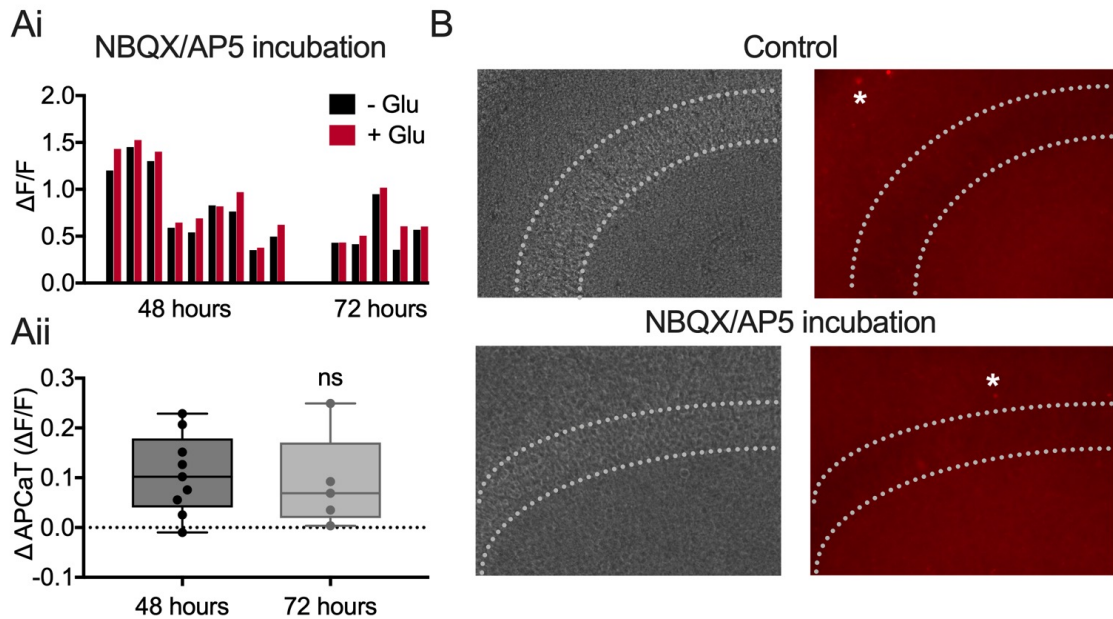 Ai
NBQX/AP5 incubation
- Glu
+ Glu
ΔF/F
1.5
1.0
0.5
0.0
48 hours
72 hours
Aii
ΔAPCaT (ΔF/F)
0.3
0.2
0.1
0.0
-0.1
ns
48 hours
72 hours
B
Control
*
NBQX/AP5 incubation
*